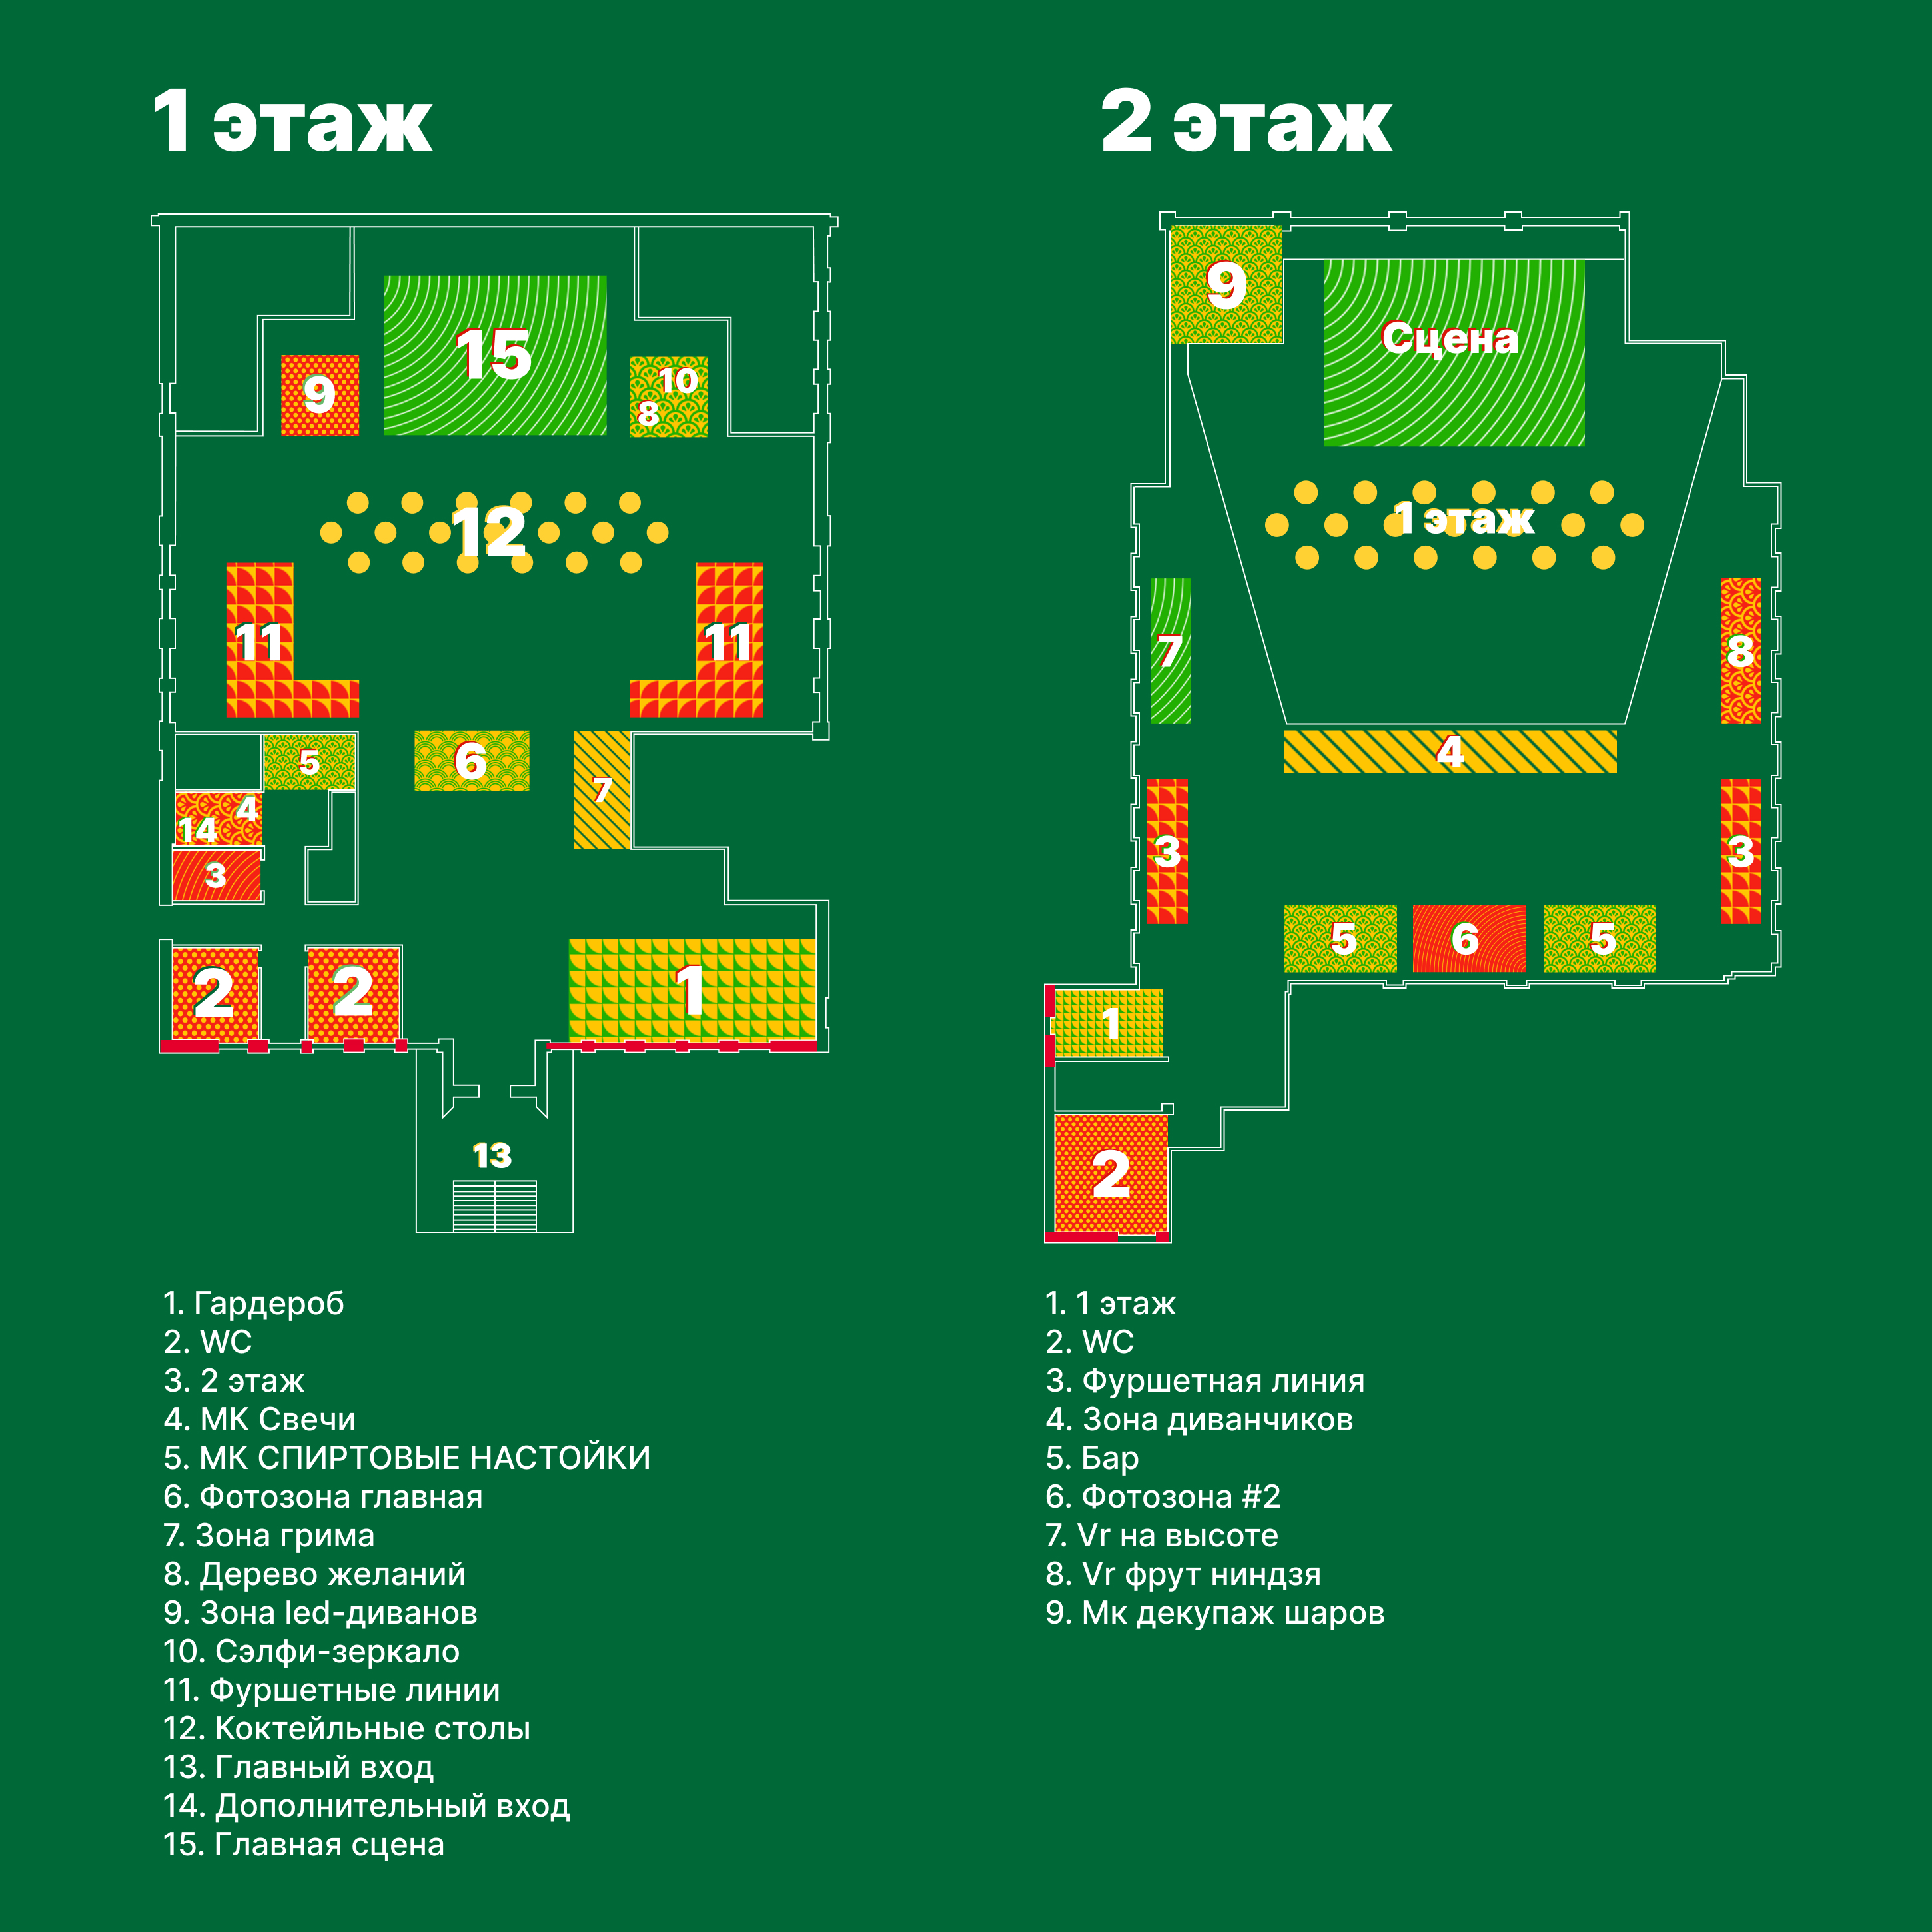 1 этаж
2 этаж
9
15
10
8
12
11
11
5
6
7
4
14
3
2
2
1
13
9
Сцена
1 этаж
7
8
4
3
3
5
6
5
1
2
1. Гардероб
2. WC
3. 2 этаж
4. МК Свечи
5. МК СПИРТОВЫЕ НАСТОЙКИ
6. Фотозона главная
7. Зона грима
8. Дерево желаний
9. Зона led-диванов
10. Сэлфи-зеркало
11. Фуршетные линии
12. Коктейльные столы
13. Главный вход
14. Дополнительный вход
15. Главная сцена
1. 1 этаж
2. WC
3. Фуршетная линия
4. Зона диванчиков
5. Бар
6. Фотозона #2
7. Vr на высоте
8. Vr фрут ниндзя
9. Мк декупаж шаров